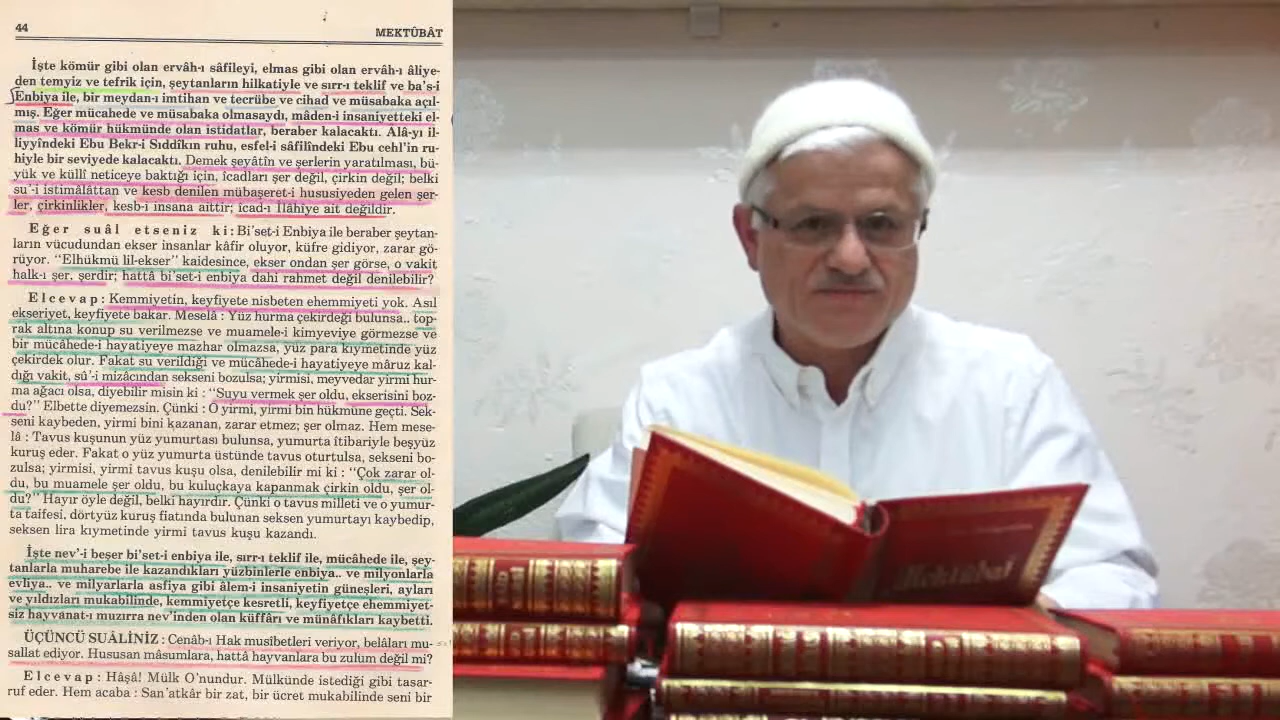 44
MEKTÛBÂT
İşte kömür gibi olan ervâh-ı sâfileyi, elmas gibi olan ervâh-ı âliye-
den temyiz ve tefrik için, şeytanların hilkatiyle ve sırr-ı teklif ve ba's-i
Enbiya ile, bir meydan-ı imtihan ve tecrübe ve cihad ve müsabaka açıl-
mış. Eğer mücahede ve müsabaka olmasaydı, mâden-i insaniyetteki el-
mas ve kömür hükmünde olan istidatlar, beraber kalacaktı. Âlâ-yı il-
liyyîndeki Ebu Bekr-i Sıddîkın ruhu, esfel-i sâfilîndeki Ebu cehl'in ru-
hiyle bir seviyede kalacaktı. Demek şeyâtîn ve şerlerin yaratılması, bü-
yük ve küllî neticeye baktığı için, îcadları şer değil, çirkin değil; belki
su'-i istimâlâttan ve kesb denilen mübaşeret-i hususiyeden gelen şer-
ler, çirkinlikler, kesb-i insana aittir; îcad-ı İlâhîye ait değildir.
Eğer suâl etseniz ki: Bi'set-i Enbiya ile beraber şeytan-
ların vücudundan ekser insanlar kâfir oluyor, küfre gidiyor, zarar gö-
rüyor. "Elhükmü lil-ekser" kaidesince, ekser ondan şer görse, o vakit
halk-ı şer, şerdir; hattâ bi'set-i enbiya dahi rahmet değil denilebilir?
Elcevap: Kemmiyetin, keyfiyete nisbeten ehemmiyeti yok. Asıl
ekseriyet, keyfiyete bakar. Meselâ: Yüz hurma çekirdeği bulunsa.. top-
rak altına konup su verilmezse ve muamele-i kimyeviye görmezse ve
bir mücâhede-i hayatiyeye mazhar olmazsa, yüz para kıymetinde yüz
çekirdek olur. Fakat su verildiği ve mücâhede-i hayatiyeye mâruz kal-
dığı vakit, sû'-i mizâcından sekseni bozulsa; yirmisi, meyvedar yirmi hur-
ma ağacı olsa, diyebilir misin ki: "Suyu vermek şer oldu, ekserisini boz-
du?" Elbette diyemezsin. Çünki: O yirmi, yirmi bin hükmüne geçti. Sek-
seni kaybeden, yirmi bini kazanan, zarar etmez; şer olmaz. Hem mese-
lâ: Tavus kuşunun yüz yumurtası bulunsa, yumurta itibariyle beşyüz
kuruş eder. Fakat o yüz yumurta üstünde tavus oturtulsa, sekseni bo-
zulsa; yirmisi, yirmi tavus kuşu olsa, denilebilir mi ki: "Çok zarar ol-
du, bu muamele şer oldu, bu kuluçkaya kapanmak çirkin oldu, şer ol-
du?" Hayır öyle değil, belki hayırdır. Çünki o tavus milleti ve o yumur-
ta taifesi, dörtyüz kuruş fiatında bulunan seksen yumurtayı kaybedip,
seksen lira kıymetinde yirmi tavus kuşu kazandı.
İşte nev'-i beşer bi'set-i enbiya ile, sırr-ı teklif ile, mücâhede ile, şey-
tanlarla muharebe ile kazandıkları yüzbinlerle enbiya.. ve milyonlarla
evliya.. ve milyarlarla asfiya gibi âlem-i insaniyetin güneşleri, ayları
ve yıldızları mukabilinde, kemmiyetçe kesretli, keyfiyetçe ehemmiyet-
siz hayvanat-ı muzırra nev'inden olan küffârı ve münâfıkları kaybetti.
ÜÇÜNCÜ SUÂLİNİZ: Cenâb-ı Hak musîbetleri veriyor, belâları mu-
sallat ediyor. Hususan mâsumlara, hattâ hayvanlara bu zulum değil mi?
Elcevap: Hâşâ! Mülk O'nundur. Mülkünde istediği gibi tasar-
ruf eder. Hem acaba: San'atkâr bir zat, bir ücret mukabilinde seni bir
Mektûbat